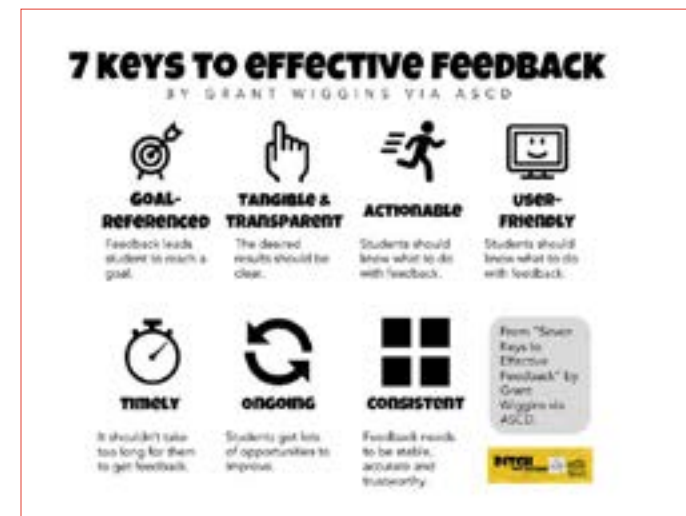 7 KEYS TO EFFECTIVE FEEDBACK
BY GRANT WIGGINS VIA ASCD
GOAL-
REFERENCED
Feedback leads
student to reach a
goal.
TANGIBLE &
TRANSPARENT
The desired
results should be
clear.
ACTIONABLE
Students should
know what to do
with feedback.
USER-
FRIENDLY
Students should
know what to do
with feedback.
TIMELY
It shouldn't take
too long for them
to get feedback.
ONGOING
Students get lots
of opportunities to
improve.
CONSISTENT
Feedback needs
to be stable,
accurate and
trustworthy.
From "Seven
Keys to
Effective
Feedback" by
Grant
Wiggins via
ASCD.
DITCH